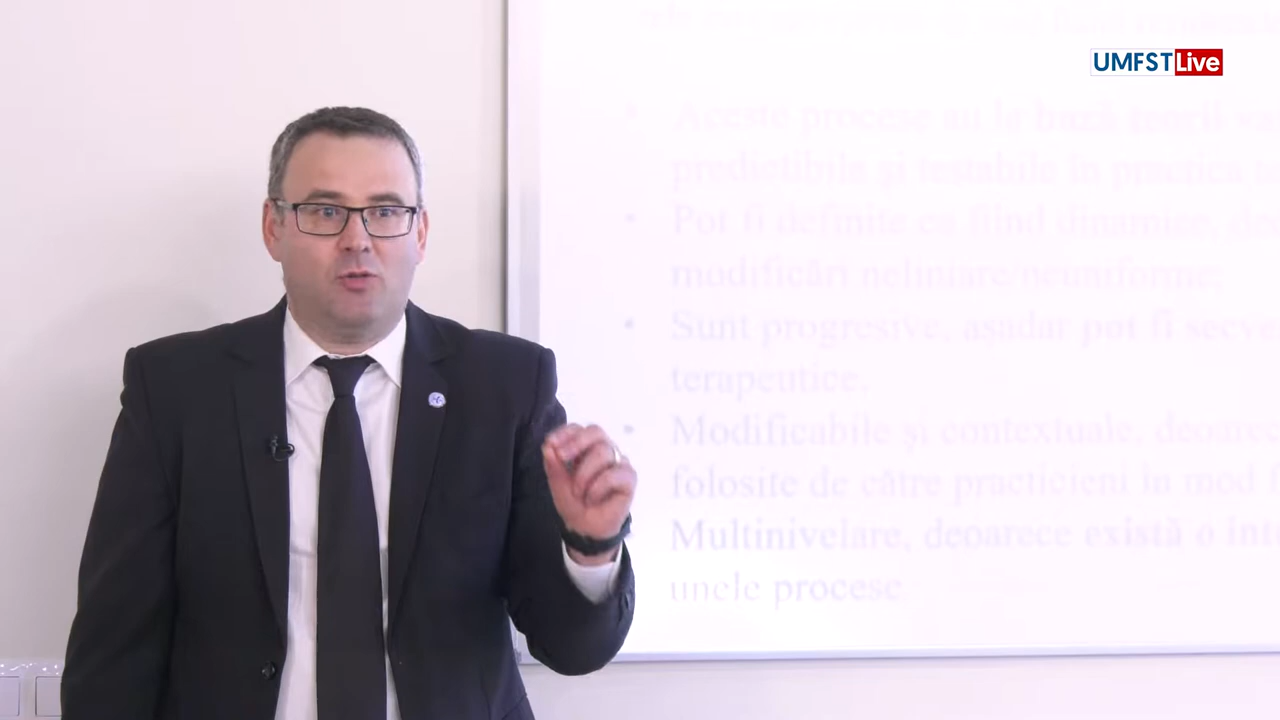 UMFSTLive
Aceste procese au la bază teorii
predictibile și testabile în practica
Pot fi definite ca fiind dinamice,
modificări neliniare/neuniforme;
Sunt progresive, așadar pot fi
terapeutice.
Modificabile și contextuale,
folosite de către practicieni în mod
Multinivelare, deoarece există o
unele procese.